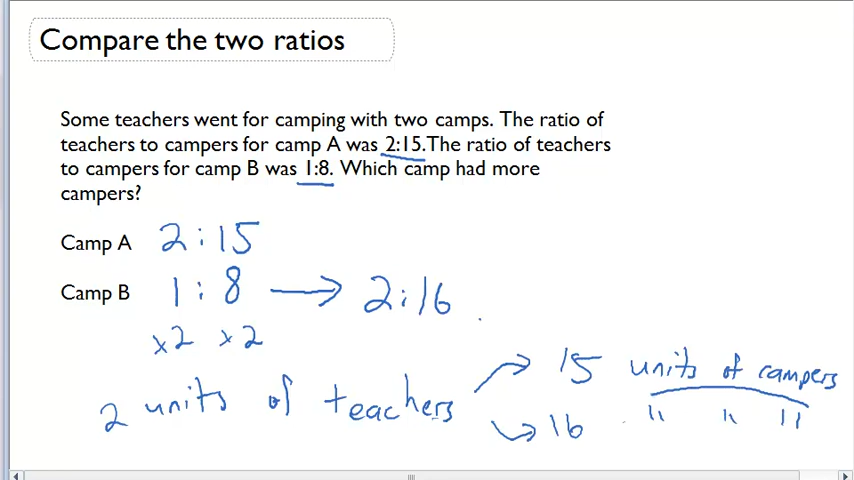 Compare the two ratios
Some teachers went for camping with two camps. The ratio of
teachers to campers for camp A was 2:15.The ratio of teachers
to campers for camp B was 1:8. Which camp had more
campers?
Camp A 2:15
Camp B 1:8 → 2:16
×2 ×2
2 units of teachers → 15 units of campers
→ 16 " " "